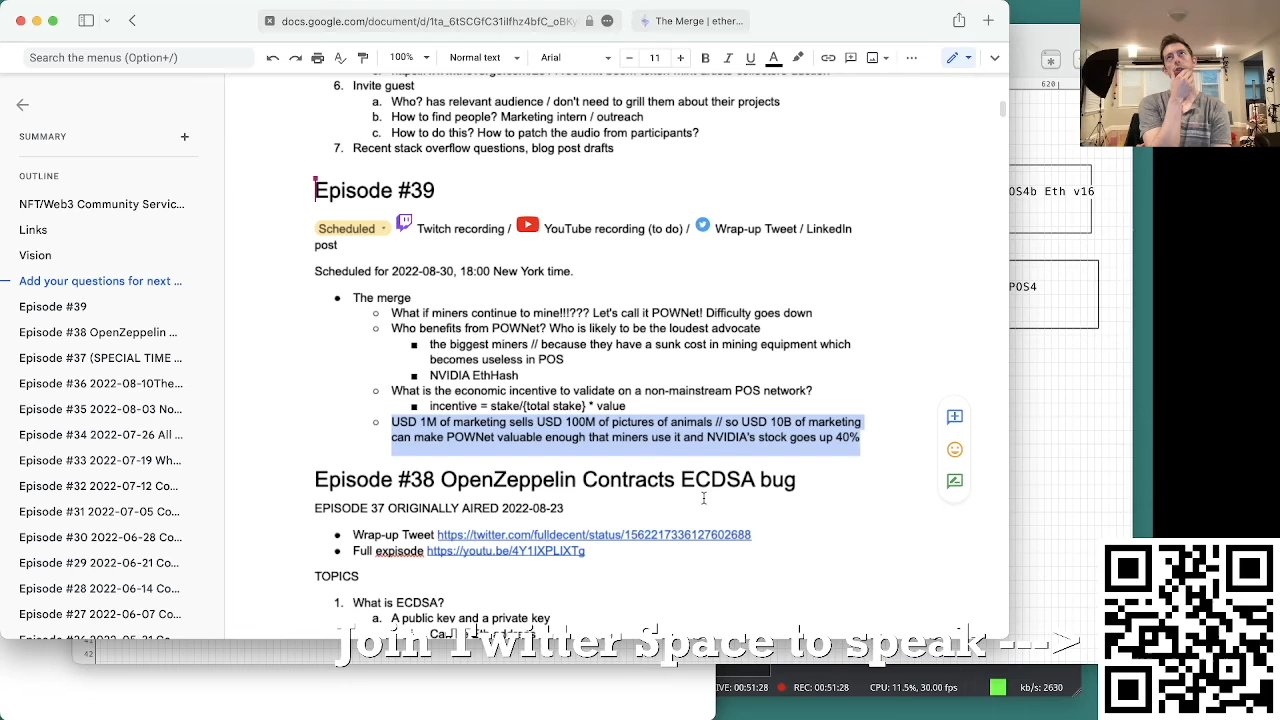 docs.google.com/document/d/1ta_6tSCGfC31iIfhz4bfC_oBKy
The Merge | eth...
Search the menus (Option+/)
100%
Normal text
Arial
11
620
SUMMARY
OUTLINE
NFT/Web3 Community Servic...
Links
Vision
Add your questions for next ...
Episode #39
Episode #38 OpenZeppelin ...
Episode #37 (SPECIAL TIME ...
Episode #36 2022-08-10The...
Episode #35 2022-08-03 No...
Episode #34 2022-07-26 All ...
Episode #33 2022-07-19 Wh...
Episode #32 2022-07-12 Co...
Episode #31 2022-07-05 Co...
Episode #30 2022-06-28 Co...
Episode #29 2022-06-21 Co...
Episode #28 2022-06-14 Co...
Episode #27 2022-06-07 Co...
6. Invite guest
a. Who? has relevant audience / don't need to grill them about their projects
b. How to find people? Marketing intern / outreach
c. How to do this? How to patch the audio from participants?
7. Recent stack overflow questions, blog post drafts
Episode #39
Scheduled Twitch recording / YouTube recording (to do) / Wrap-up Tweet / LinkedIn
post
Scheduled for 2022-08-30, 18:00 New York time.
● The merge
○ What if miners continue to mine!!!??? Let's call it POWNet! Difficulty goes down
○ Who benefits from POWNet? Who is likely to be the loudest advocate
■ the biggest miners // because they have a sunk cost in mining equipment which
becomes useless in POS
■ NVIDIA EthHash
○ What is the economic incentive to validate on a non-mainstream POS network?
■ incentive = stake/{total stake} * value
○ USD 1M of marketing sells USD 100M of pictures of animals // so USD 10B of marketing
can make POWNet valuable enough that miners use it and NVIDIA's stock goes up 40%
Episode #38 OpenZeppelin Contracts ECDSA bug
EPISODE 37 ORIGINALLY AIRED 2022-08-23
● Wrap-up Tweet https://twitter.com/fulldecent/status/1562217336127602688
● Full expisode https://youtu.be/4Y1IXPLIXTg
TOPICS
1. What is ECDSA?
a. A public key and a private key
OS4b Eth v16
POS4
Join Twitter Space to speak --->
42
IVE: 00:51:28 REC: 00:51:28 CPU: 11.5%, 30.00 fps kb/s: 2630